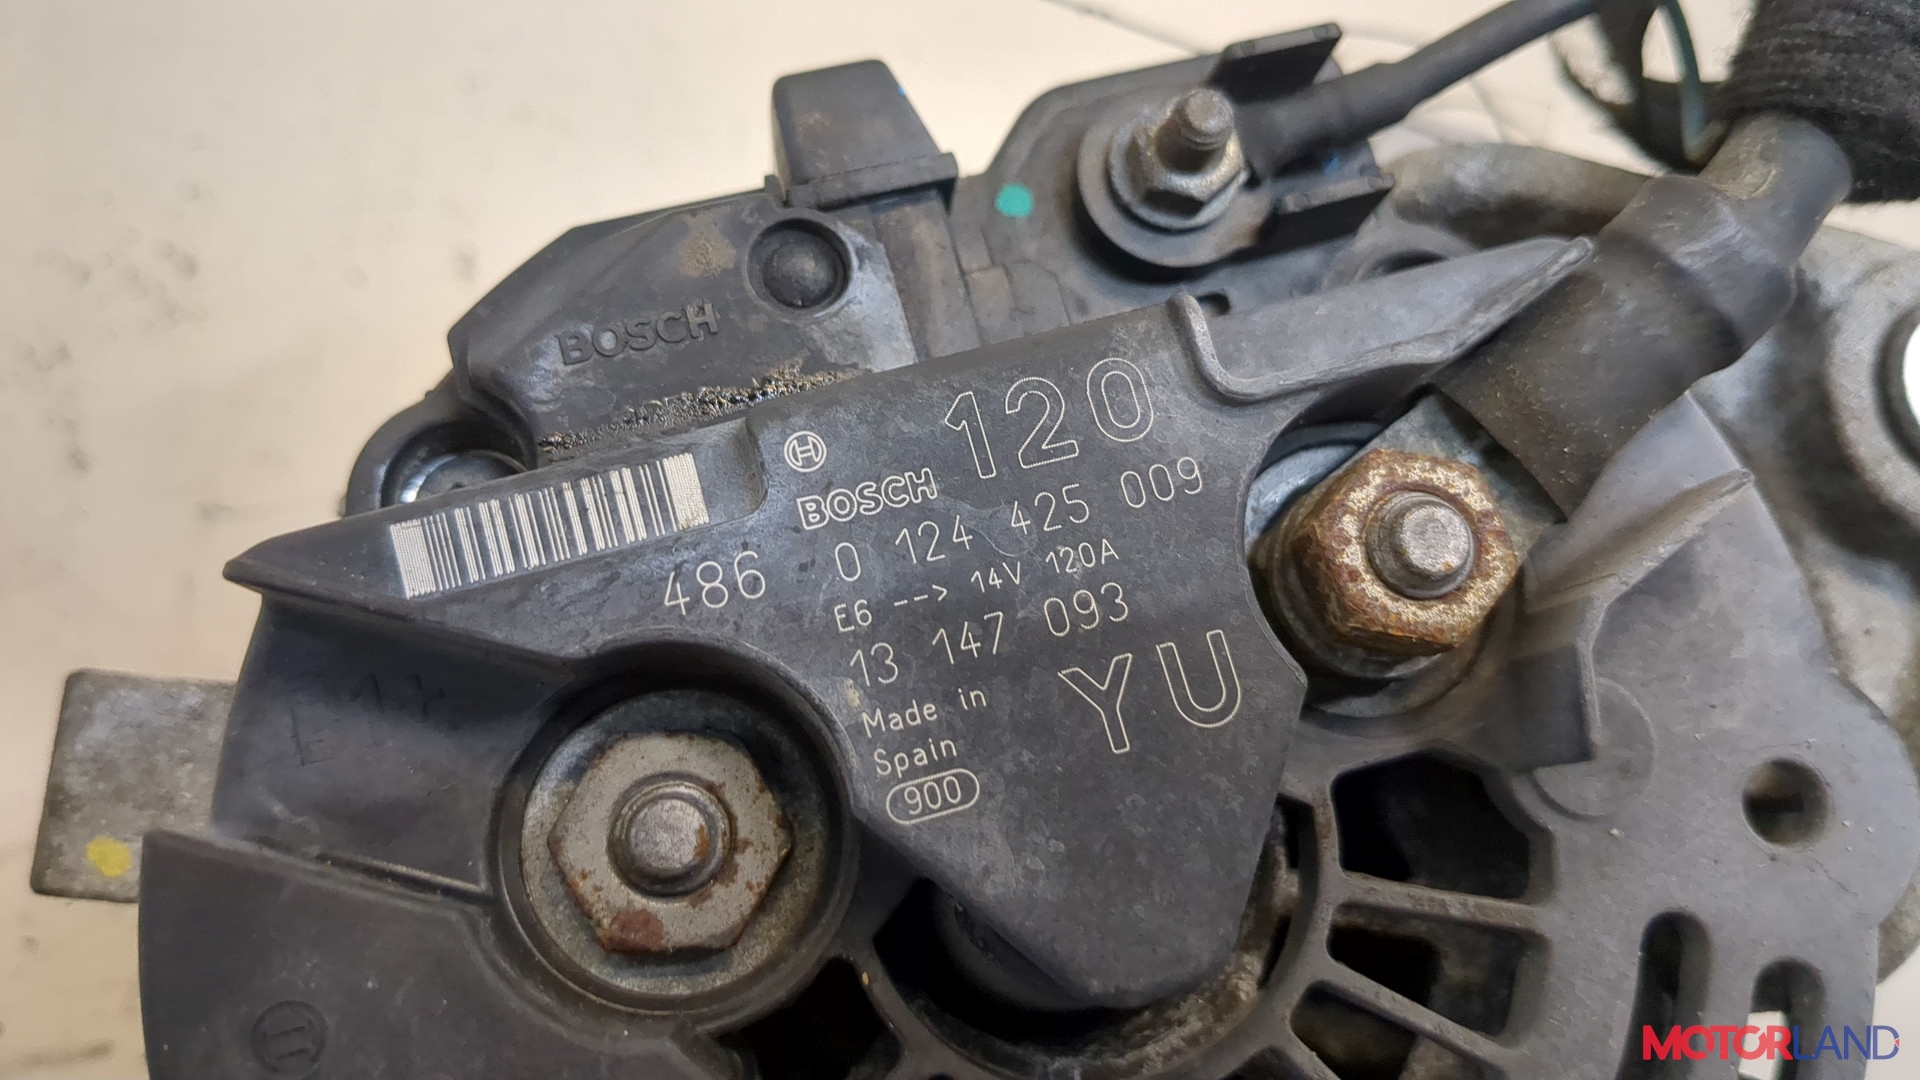 BOSCH
BOSCH 120
486 0 124 425 009
E6 --> 14V 120A
13 147 093
Made in YU
Spain
900
MOTORLAND